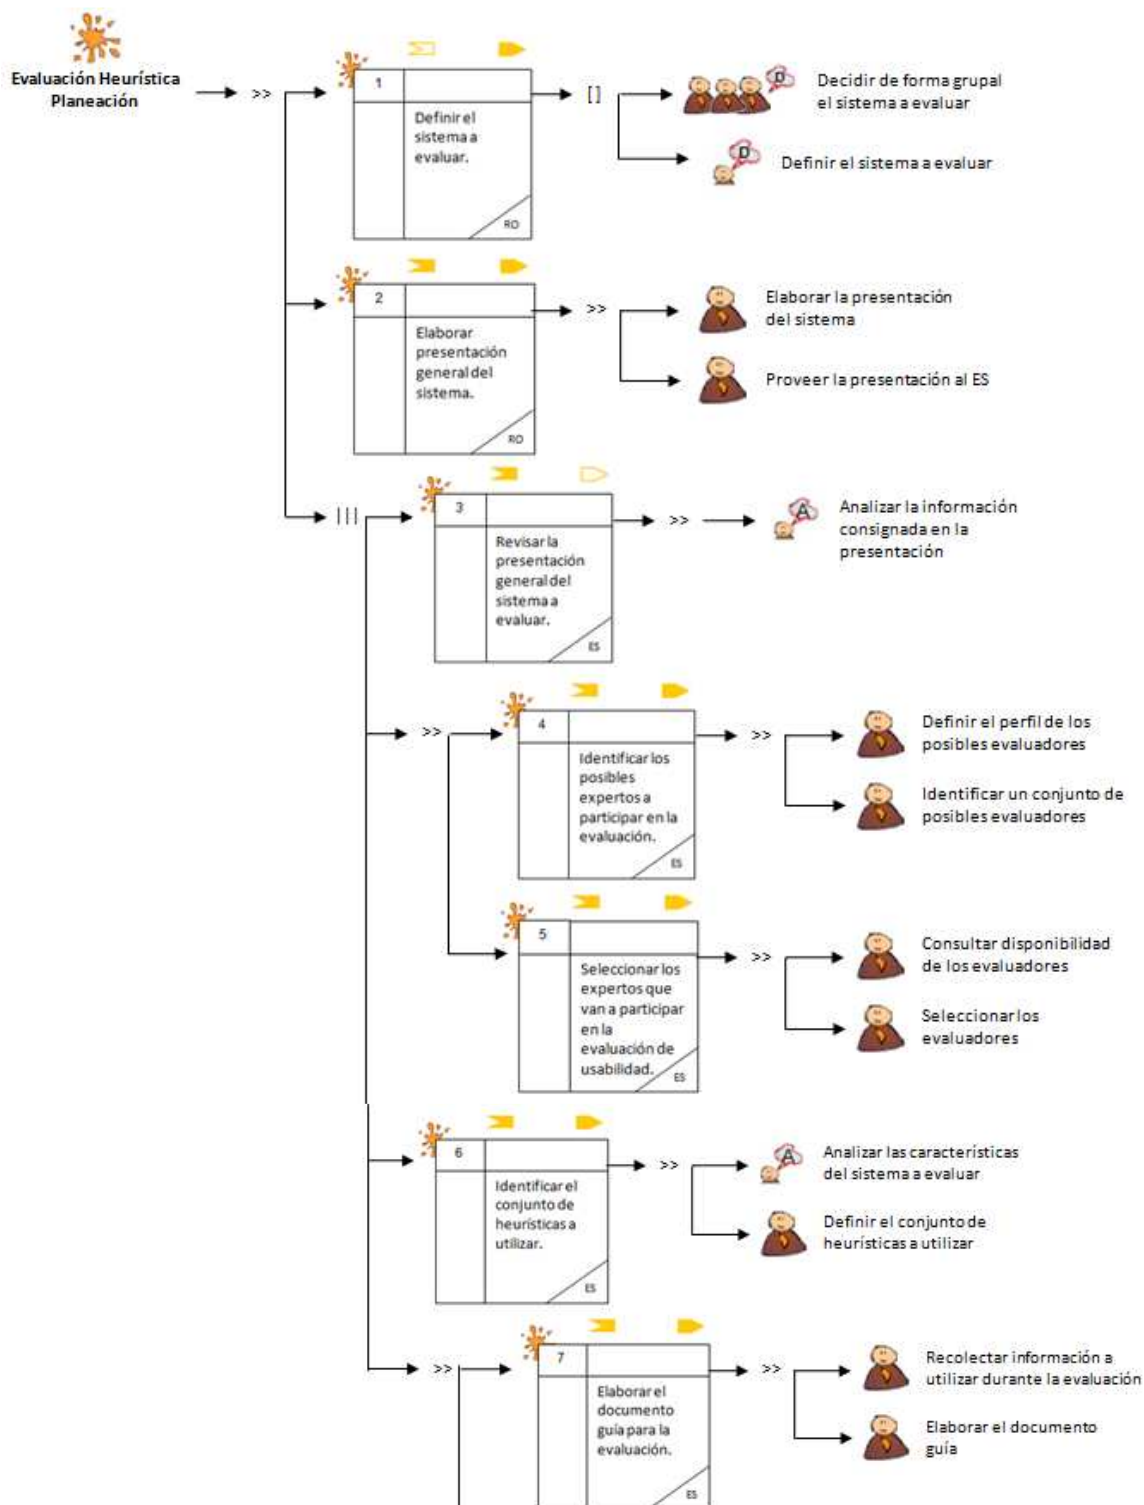 Evaluación Heurística
Planeación
>>
1
Definir el
sistema a
evaluar.
RO
[ ]
D
Decidir de forma grupal
el sistema a evaluar
D
Definir el sistema a evaluar
2
Elaborar
presentación
general del
sistema.
RO
>>
Elaborar la presentación
del sistema
Proveer la presentación al ES
|||
3
Revisar la
presentación
general del
sistema a
evaluar.
ES
>>
A
Analizar la información
consignada en la
presentación
>>
4
Identificar los
posibles
expertos a
participar en la
evaluación.
ES
>>
Definir el perfil de los
posibles evaluadores
Identificar un conjunto de
posibles evaluadores
5
Seleccionar los
expertos que
van a participar
en la
evaluación de
usabilidad.
ES
>>
Consultar disponibilidad
de los evaluadores
Seleccionar los
evaluadores
6
Identificar el
conjunto de
heurísticas a
utilizar.
ES
>>
A
Analizar las características
del sistema a evaluar
Definir el conjunto de
heurísticas a utilizar
>>
7
Elaborar el
documento
guía para la
evaluación.
ES
>>
Recolectar información a
utilizar durante la evaluación
Elaborar el documento
guía